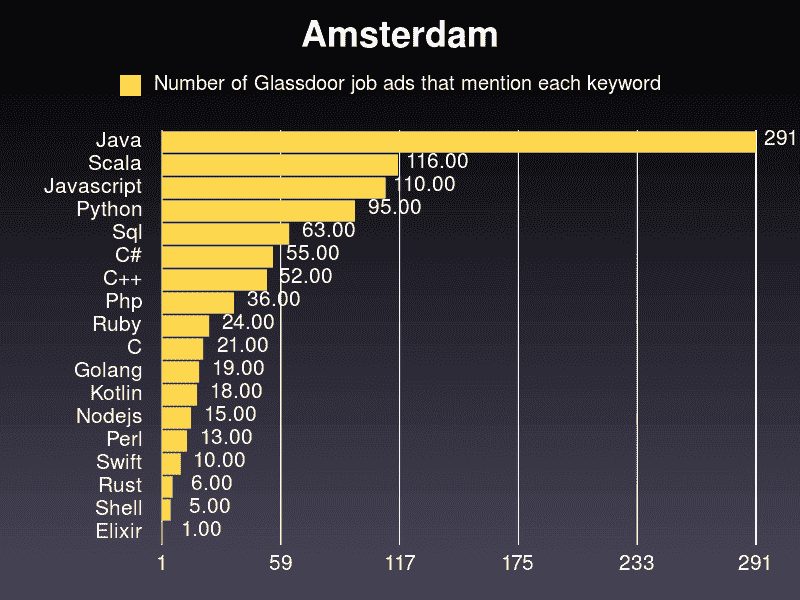 Amsterdam
Number of Glassdoor job ads that mention each keyword
Java 291
Scala 116.00
Javascript 110.00
Python 95.00
Sql 63.00
C# 55.00
C++ 52.00
Php 36.00
Ruby 24.00
C 21.00
Golang 19.00
Kotlin 18.00
Nodejs 15.00
Perl 13.00
Swift 10.00
Rust 6.00
Shell 5.00
Elixir 1.00
1 59 117 175 233 291